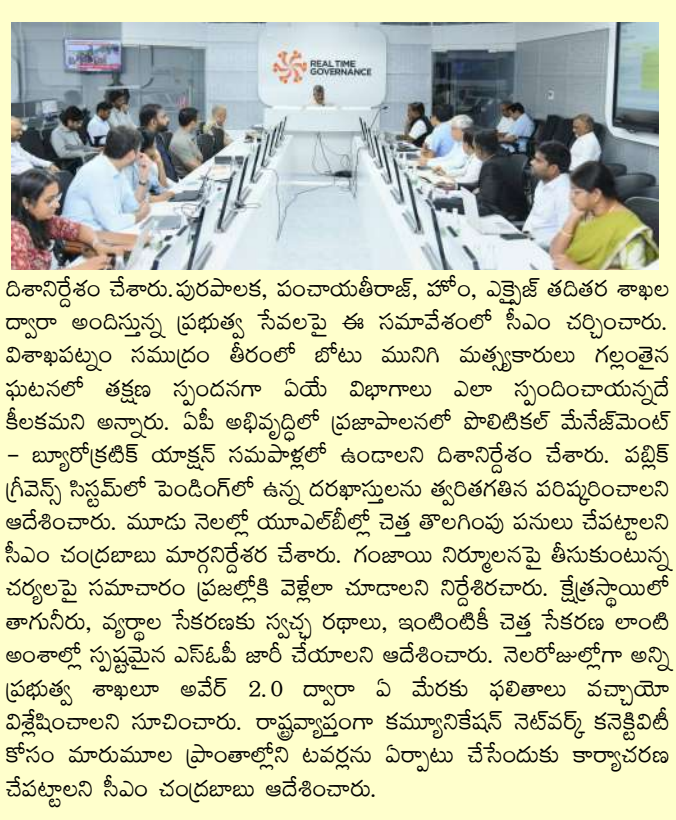 REAL TIME
GOVERNANCE
దిశానిర్దేశం చేశారు.పురపాలక, పంచాయతీరాజ్, హోం, ఎక్సైజ్ తదితర శాఖల
ద్వారా అందిస్తున్న ప్రభుత్వ సేవలపై ఈ సమావేశంలో సీఎం చర్చించారు.
విశాఖపట్నం సముద్రం తీరంలో బోటు మునిగి మత్స్యకారులు గల్లంతైన
ఘటనలో తక్షణ స్పందనగా ఏయే విభాగాలు ఎలా స్పందించాయన్నదే
కీలకమని అన్నారు. ఏపీ అభివృద్ధిలో ప్రజాపాలనలో పొలిటికల్ మేనేజ్‌మెంట్
– బ్యూరోక్రటిక్ యాక్షన్ సమపాళ్లలో ఉండాలని దిశానిర్దేశం చేశారు. పబ్లిక్
గ్రీవెన్స్ సిస్టమ్‌లో పెండింగ్‌లో ఉన్న దరఖాస్తులను త్వరితగతిన పరిష్కరించాలని
ఆదేశించారు. మూడు నెలల్లో యూఎల్‌బీల్లో చెత్త తొలగింపు పనులు చేపట్టాలని
సీఎం చంద్రబాబు మార్గనిర్దేశర చేశారు. గంజాయి నిర్మూలనపై తీసుకుంటున్న
చర్యలపై సమాచారం ప్రజల్లోకి వెళ్లేలా చూడాలని నిర్దేశిరచారు. క్షేత్రస్థాయిలో
తాగునీరు, వ్యర్థాల సేకరణకు స్వచ్ఛ రథాలు, ఇంటింటికీ చెత్త సేకరణ లాంటి
అంశాల్లో స్పష్టమైన ఎస్ఓపీ జారీ చేయాలని ఆదేశించారు. నెలరోజుల్లోగా అన్ని
ప్రభుత్వ శాఖలూ అవేర్ 2.0 ద్వారా ఏ మేరకు ఫలితాలు వచ్చాయో
విశ్లేషించాలని సూచించారు. రాష్ట్రవ్యాప్తంగా కమ్యూనికేషన్ నెట్‌వర్క్ కనెక్టివిటీ
కోసం మారుమూల ప్రాంతాల్లోని టవర్లను ఏర్పాటు చేసేందుకు కార్యాచరణ
చేపట్టాలని సీఎం చంద్రబాబు ఆదేశించారు.